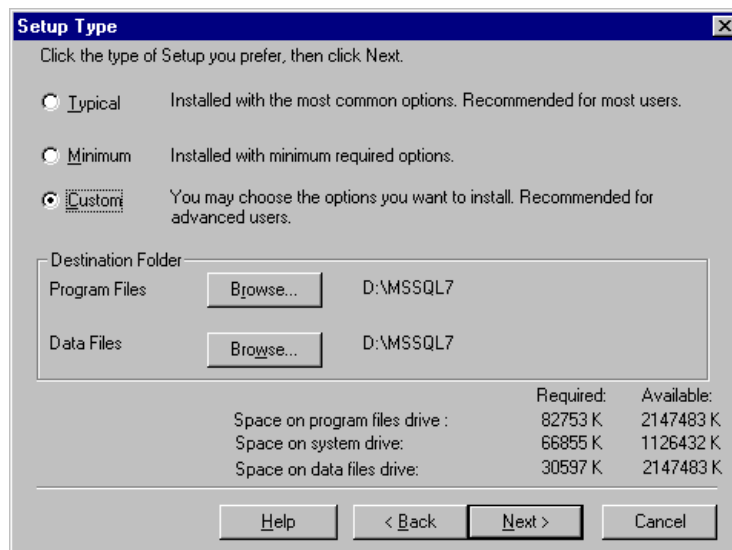 Setup Type
Click the type of Setup you prefer, then click Next.
Typical Installed with the most common options. Recommended for most users.
Minimum Installed with minimum required options.
Custom You may choose the options you want to install. Recommended for
advanced users.
Destination Folder
Program Files Browse... D:\MSSQL7
Data Files Browse... D:\MSSQL7
Required: Available:
Space on program files drive : 82753 K 2147483 K
Space on system drive: 66855 K 1126432 K
Space on data files drive: 30597 K 2147483 K
Help < Back Next > Cancel